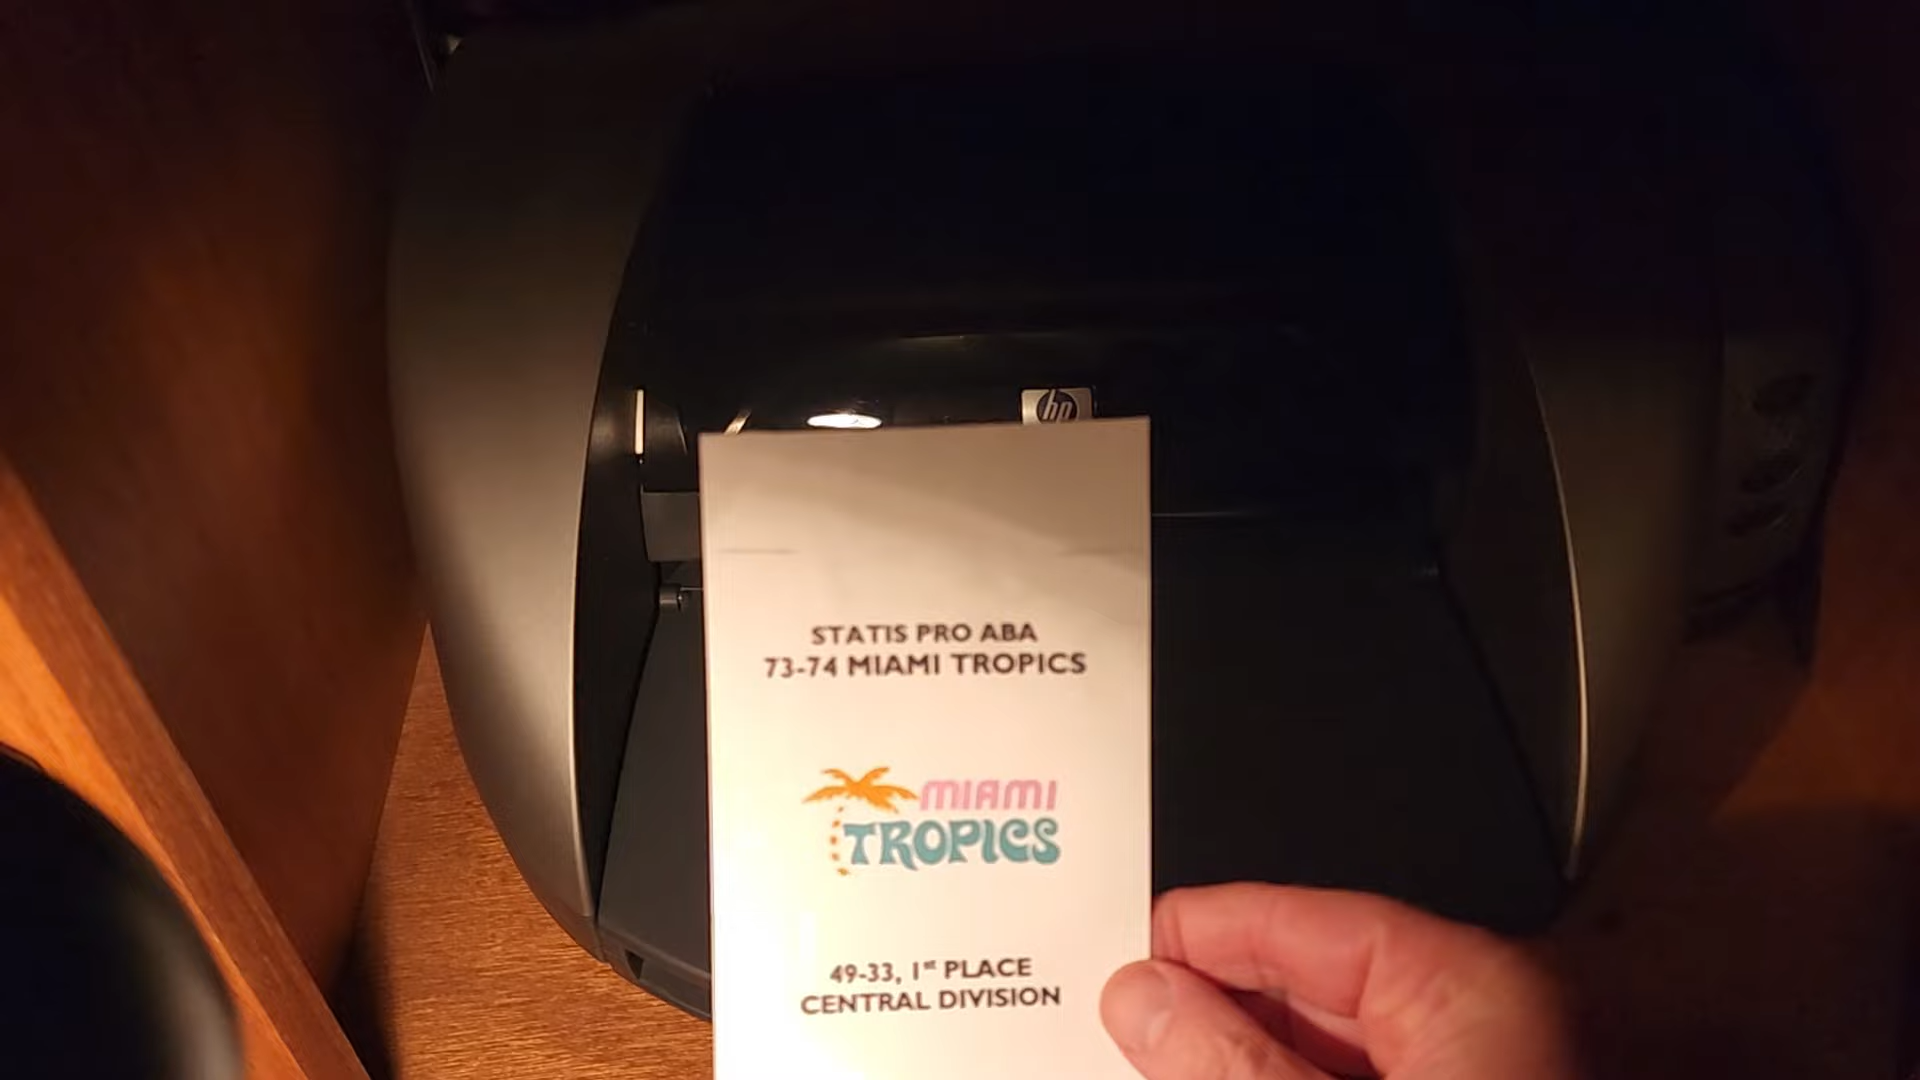 hp
STATIS PRO ABA
73-74 MIAMI TROPICS
MIAMI
TROPICS
49-33, 1st PLACE
CENTRAL DIVISION